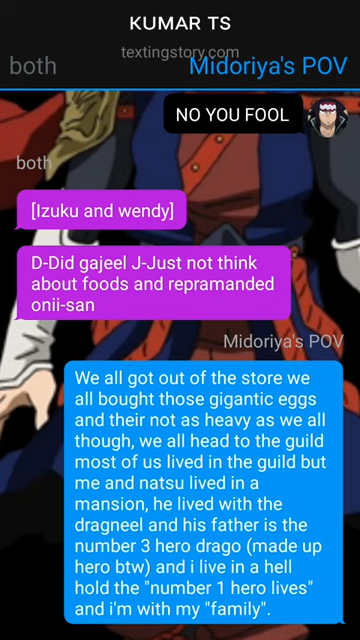 KUMAR TS
textingstory.com
both
Midoriya's POV
NO YOU FOOL
both
[Izuku and wendy]
D-Did gajeel J-Just not think
about foods and repramanded
onii-san
Midoriya's POV
We all got out of the store we
all bought those gigantic eggs
and their not as heavy as we all
though, we all head to the guild
most of us lived in the guild but
me and natsu lived in a
mansion, he lived with the
dragneel and his father is the
number 3 hero drago (made up
hero btw) and i live in a hell
hold the "number 1 hero lives"
and i'm with my "family".